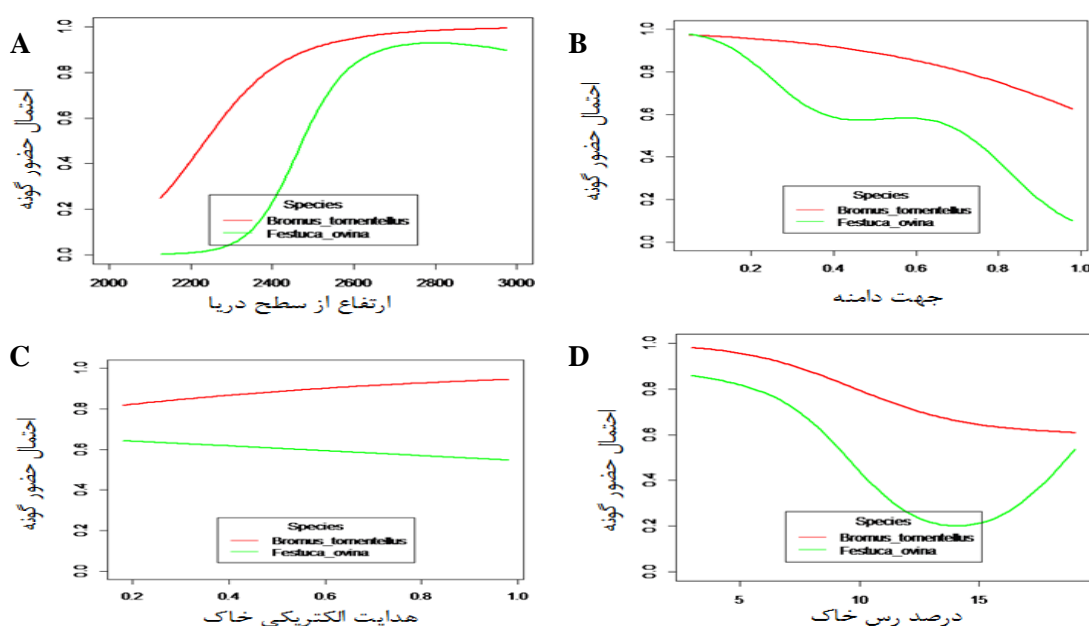 A
احتمال حضور گونه
1.0
0.8
0.6
0.4
0.2
0.0
Species
Bromus_tomentellus
Festuca_ovina
2000 2200 2400 2600 2800 3000
ارتفاع از سطح دریا
B
احتمال حضور گونه
1.0
0.8
0.6
0.4
0.2
0.0
Species
Bromus_tomentellus
Festuca_ovina
0.2 0.4 0.6 0.8 1.0
جهت دامنه
C
احتمال حضور گونه
1.0
0.8
0.6
0.4
0.2
0.0
Species
Bromus_tomentellus
Festuca_ovina
0.2 0.4 0.6 0.8 1.0
هدایت الکتریکی خاک
D
احتمال حضور گونه
1.0
0.8
0.6
0.4
0.2
0.0
Species
Bromus_tomentellus
Festuca_ovina
5 10 15
درصد رس خاک